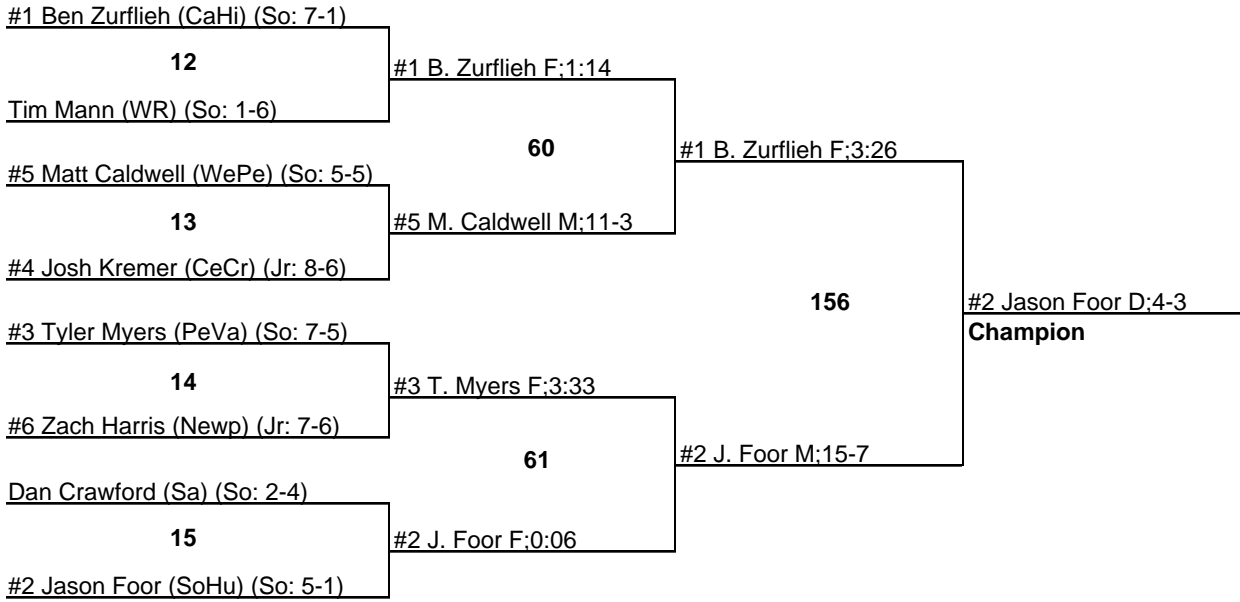 #1 Ben Zurflieh (CaHi) (So: 7-1)
12
#1 B. Zurflieh F;1:14
Tim Mann (WR) (So: 1-6)
60
#1 B. Zurflieh F;3:26
#5 Matt Caldwell (WePe) (So: 5-5)
13
#5 M. Caldwell M;11-3
#4 Josh Kremer (CeCr) (Jr: 8-6)
156
#2 Jason Foor D;4-3
Champion
#3 Tyler Myers (PeVa) (So: 7-5)
14
#3 T. Myers F;3:33
#6 Zach Harris (Newp) (Jr: 7-6)
61
#2 J. Foor M;15-7
Dan Crawford (Sa) (So: 2-4)
15
#2 J. Foor F;0:06
#2 Jason Foor (SoHu) (So: 5-1)